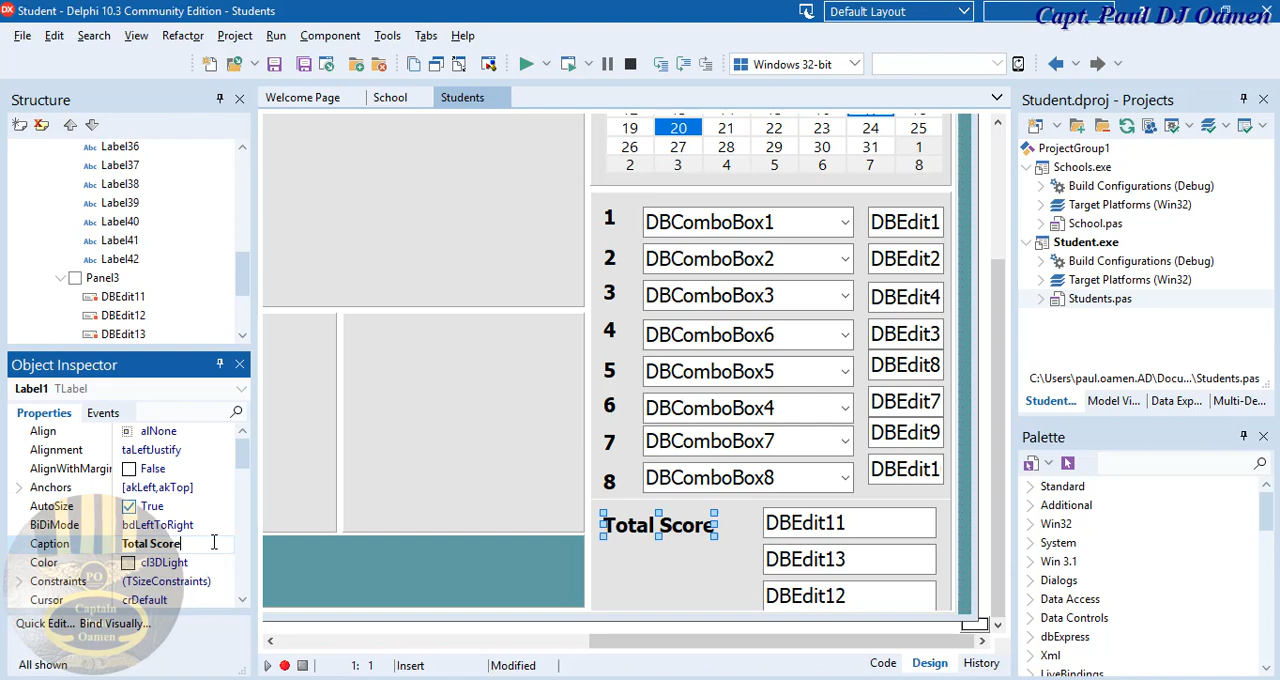 Student - Delphi 10.3 Community Edition - Students
Default Layout
Capt. Paul DJ Oamen
File Edit Search View Refactor Project Run Component Tools Tabs Help
Windows 32-bit
Structure
Label36
Label37
Label38
Label39
Label40
Label41
Label42
Panel3
DBEdit11
DBEdit12
DBEdit13
Object Inspector
Label1 TLabel
Properties Events
Align alNone
Alignment taLeftJustify
AlignWithMargin False
Anchors [akLeft,akTop]
AutoSize True
BiDiMode bdLeftToRight
Caption Total Score
Color cl3DLight
Constraints (TSizeConstraints)
Cursor crDefault
Quick Edit... Bind Visually...
All shown
PO
Captain
Paul
Oamen
Welcome Page School Students
19 20 21 22 23 24 25
26 27 28 29 30 31 1
2 3 4 5 6 7 8
1 DBComboBox1 DBEdit1
2 DBComboBox2 DBEdit2
3 DBComboBox3 DBEdit4
4 DBComboBox6 DBEdit3
5 DBComboBox5 DBEdit8
6 DBComboBox4 DBEdit7
7 DBComboBox7 DBEdit9
8 DBComboBox8 DBEdit1
Total Score DBEdit11
DBEdit13
DBEdit12
1: 1 Insert Modified
Code Design History
Student.dproj - Projects
ProjectGroup1
Schools.exe
Build Configurations (Debug)
Target Platforms (Win32)
School.pas
Student.exe
Build Configurations (Debug)
Target Platforms (Win32)
Students.pas
C:\Users\paul.oamen.AD\Docu...\Students.pas
Student... Model Vi... Data Exp... Multi-De...
Palette
Standard
Additional
Win32
System
Win 3.1
Dialogs
Data Access
Data Controls
dbExpress
Xml
LiveBindings